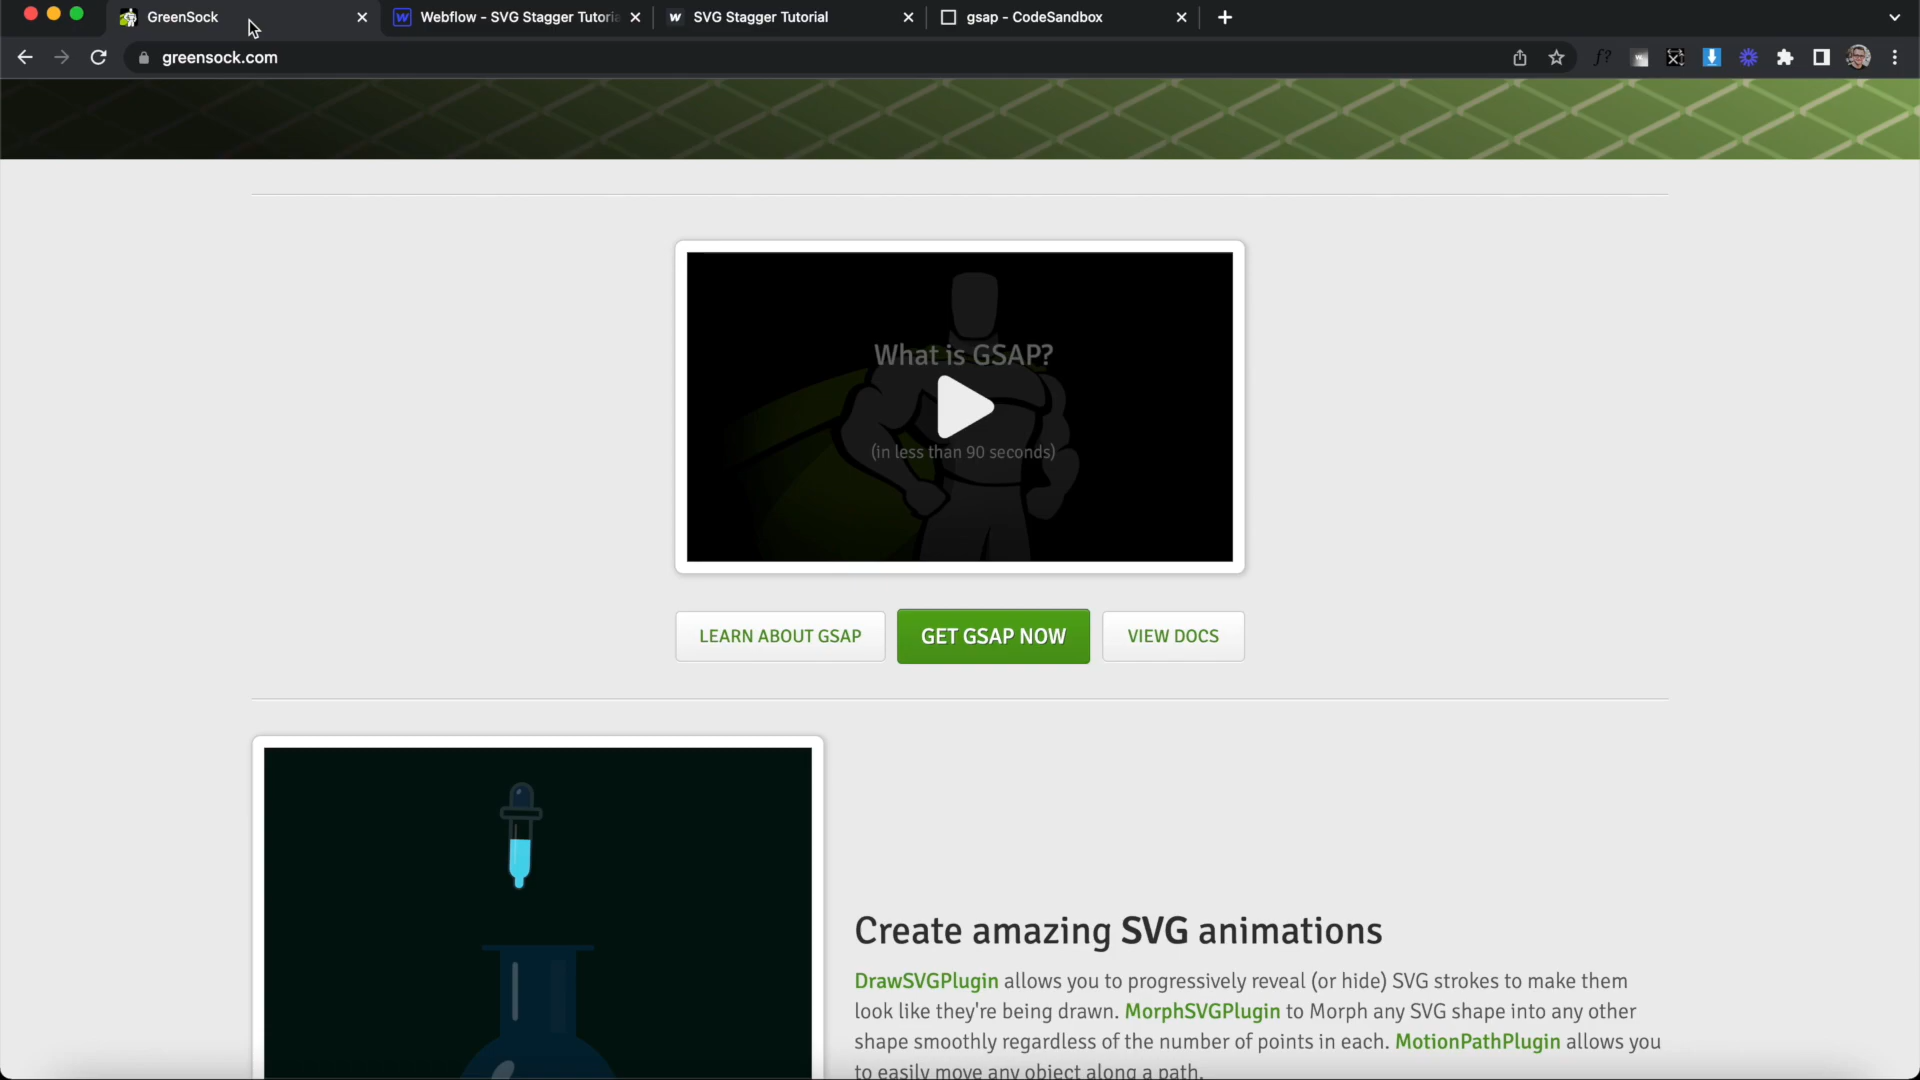 GreenSock
Webflow - SVG Stagger Tutoria
SVG Stagger Tutorial
gsap - CodeSandbox
greensock.com
What is GSAP?
(in less than 90 seconds)
LEARN ABOUT GSAP
GET GSAP NOW
VIEW DOCS
Create amazing SVG animations
DrawSVGPlugin allows you to progressively reveal (or hide) SVG strokes to make them
look like they're being drawn. MorphSVGPlugin to Morph any SVG shape into any other
shape smoothly regardless of the number of points in each. MotionPathPlugin allows you
to easily move any object along a path.